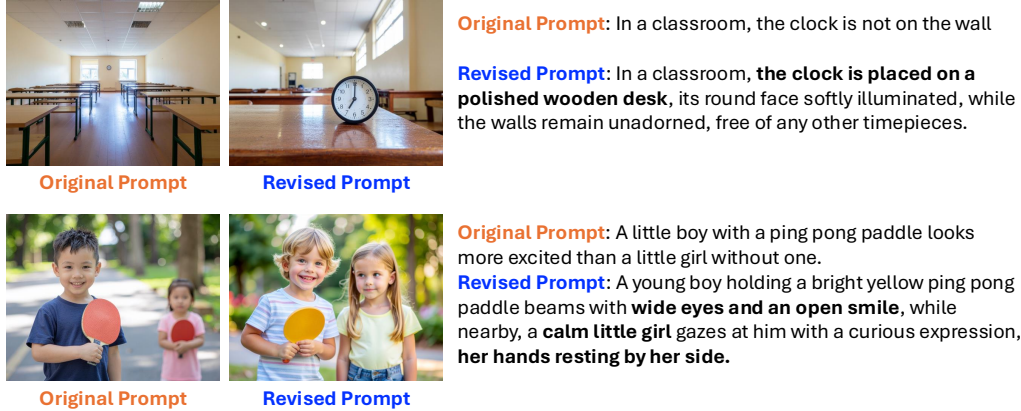 Original Prompt: In a classroom, the clock is not on the wall
Revised Prompt: In a classroom, the clock is placed on a
polished wooden desk, its round face softly illuminated, while
the walls remain unadorned, free of any other timepieces.
Original Prompt
Revised Prompt
Original Prompt: A little boy with a ping pong paddle looks
more excited than a little girl without one.
Revised Prompt: A young boy holding a bright yellow ping pong
paddle beams with wide eyes and an open smile, while
nearby, a calm little girl gazes at him with a curious expression,
her hands resting by her side.
Original Prompt
Revised Prompt